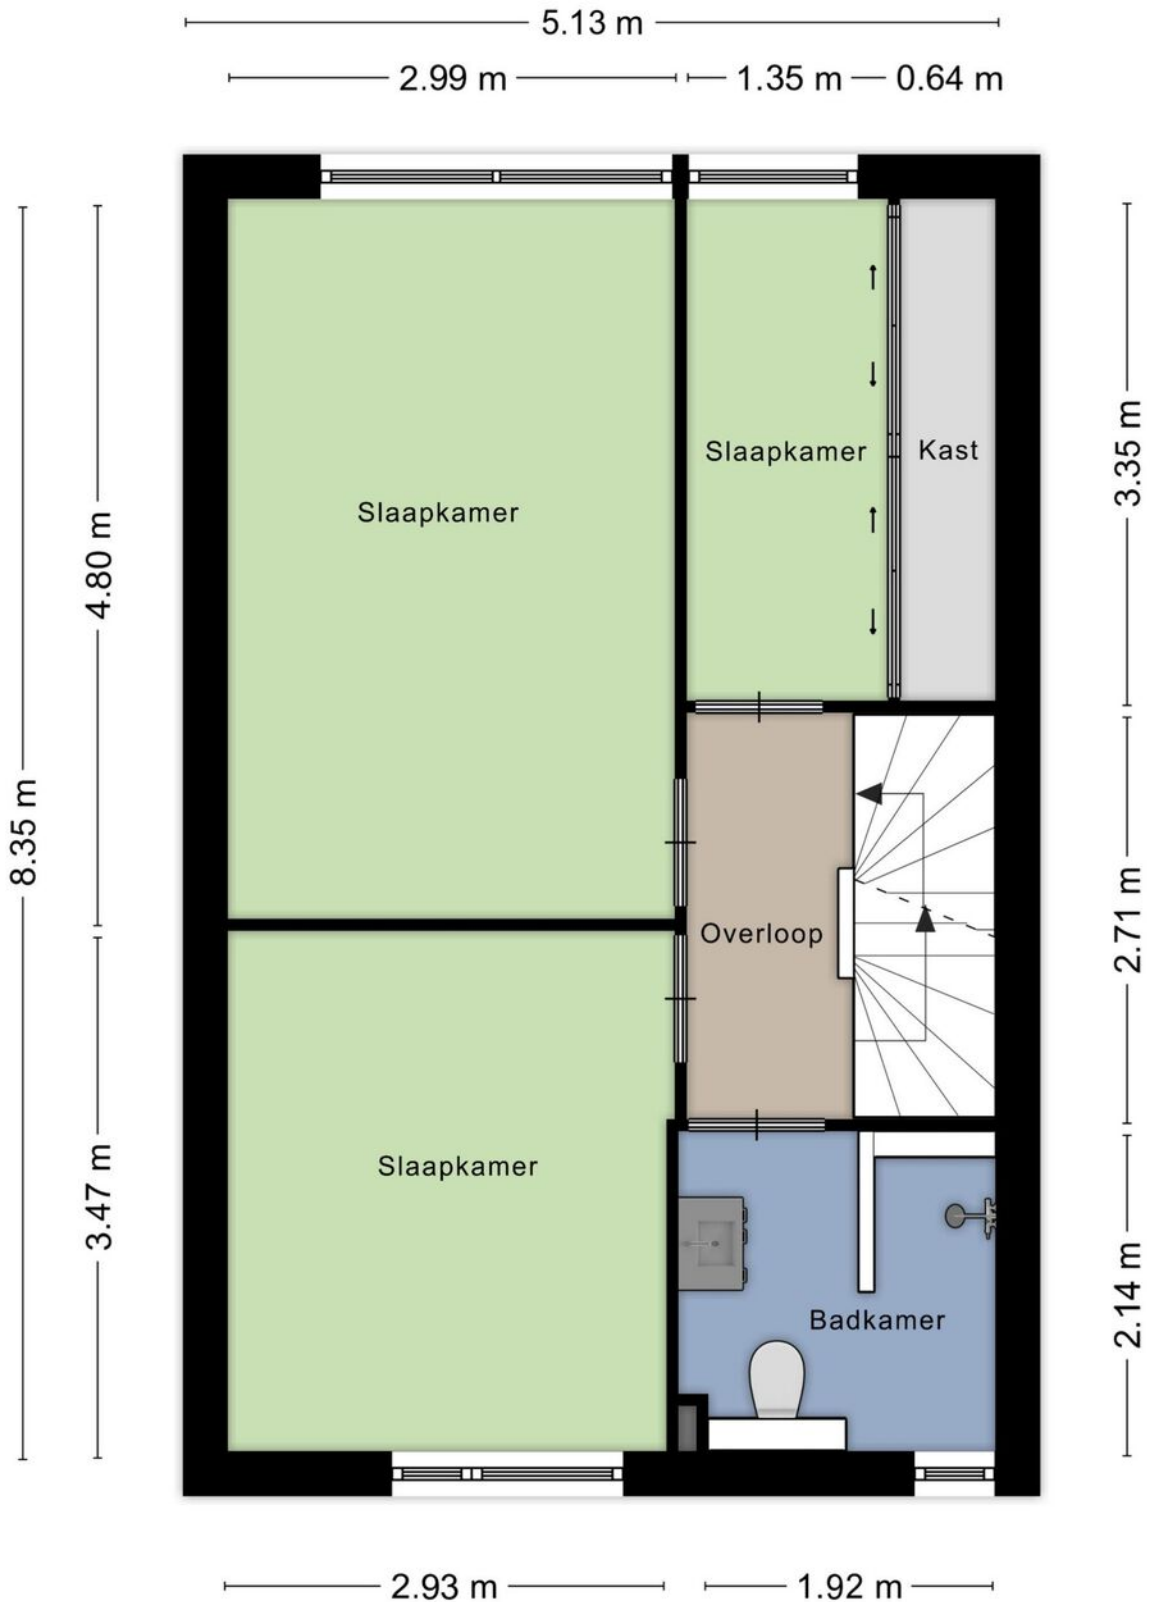 5.13 m
2.99 m
1.35 m
0.64 m
Slaapkamer
Kast
Slaapkamer
3.35 m
4.80 m
8.35 m
Overloop
2.71 m
Slaapkamer
3.47 m
Badkamer
2.14 m
2.93 m
1.92 m